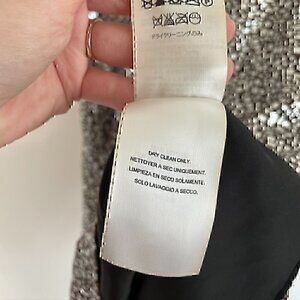 ドライクリーニングのみ
DRY CLEAN ONLY
NETTOYER A SEC UNIQUEMENT.
LIMPIEZA EN SECO SOLAMENTE.
SOLO LAVAGGIO A SECCO.